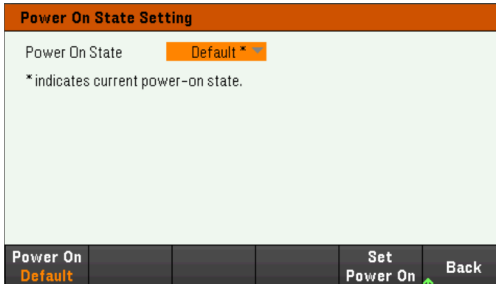 Power On State Setting
Power On State Default *
* indicates current power-on state.
Power On
Default
Set
Power On
Back